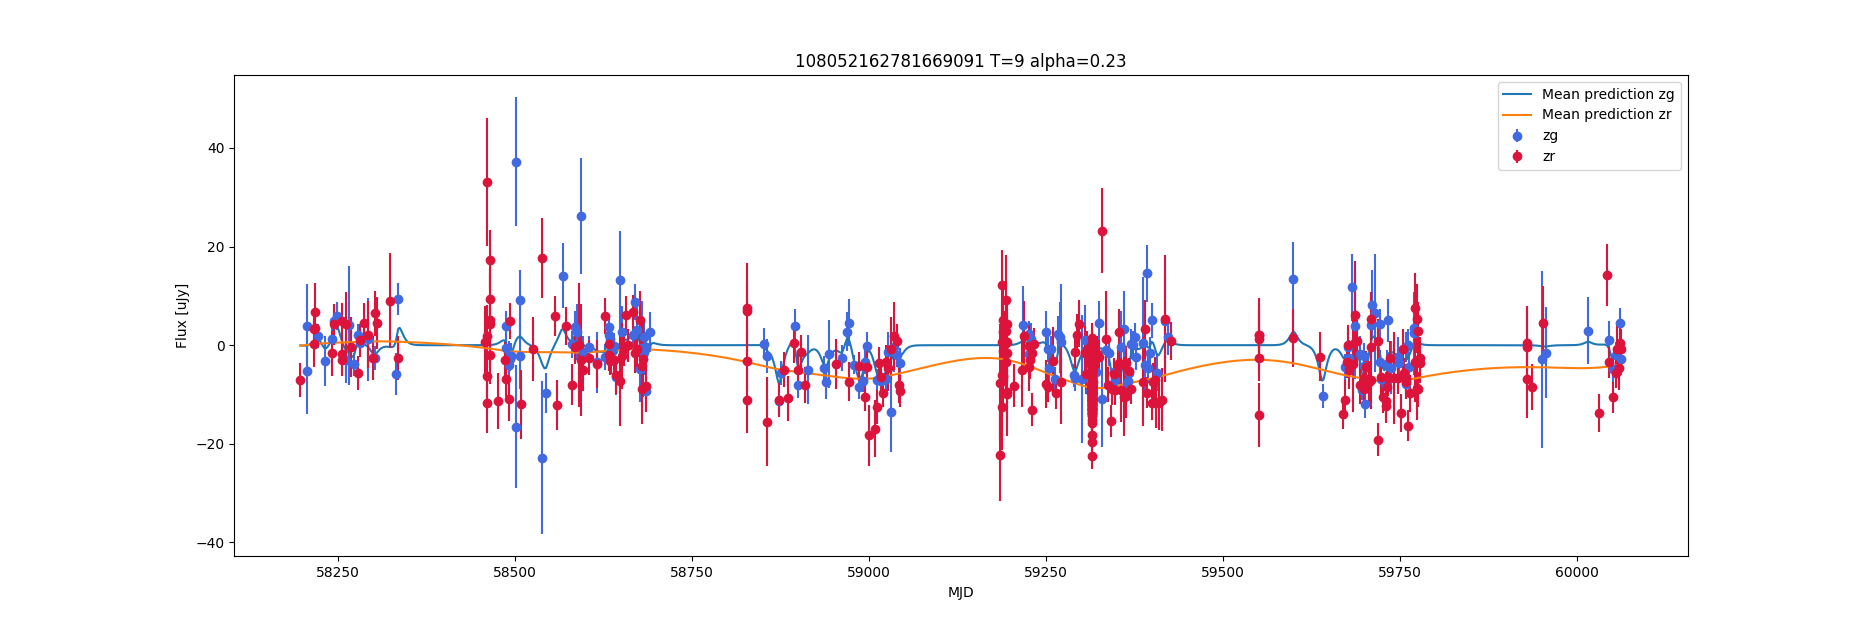 108052162781669091 T=9 alpha=0.23
Mean prediction zg
Mean prediction zr
zg
zr
Flux [uJy]
40
20
0
−20
−40
58250 58500 58750 59000 59250 59500 59750 60000
MJD